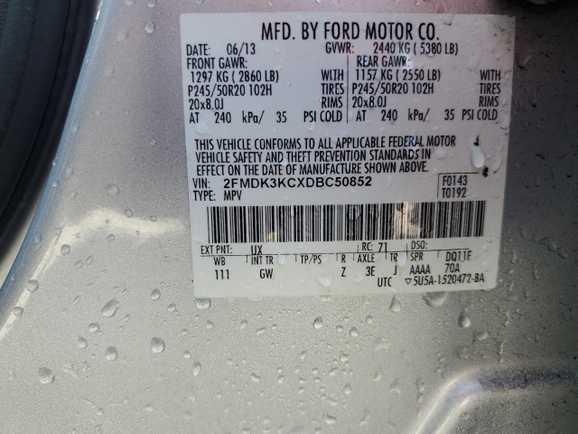 MFD. BY FORD MOTOR CO.
DATE: 06/13 GVWR: 2440 KG ( 5380 LB)
FRONT GAWR: REAR GAWR:
1297 KG ( 2860 LB) WITH 1157 KG ( 2550 LB) WITH
P245/50R20 102H TIRES P245/50R20 102H TIRES
20x8.0J RIMS 20x8.0J RIMS
AT 240 kPa/ 35 PSI COLD AT 240 kPa/ 35 PSI COLD
THIS VEHICLE CONFORMS TO ALL APPLICABLE FEDERAL MOTOR
VEHICLE SAFETY AND THEFT PREVENTION STANDARDS IN
EFFECT ON THE DATE OF MANUFACTURE SHOWN ABOVE.
VIN: 2FMDK3KCXDBC50852 F0143
TYPE: MPV T0192
EXT PNT: UX RC: 71 DSO:
WB INT TR TP/PS R AXLE TR SPR DQ11F
111 GW Z 3E J AAAA 70A
UTC ▽5U5A-1520472-BA